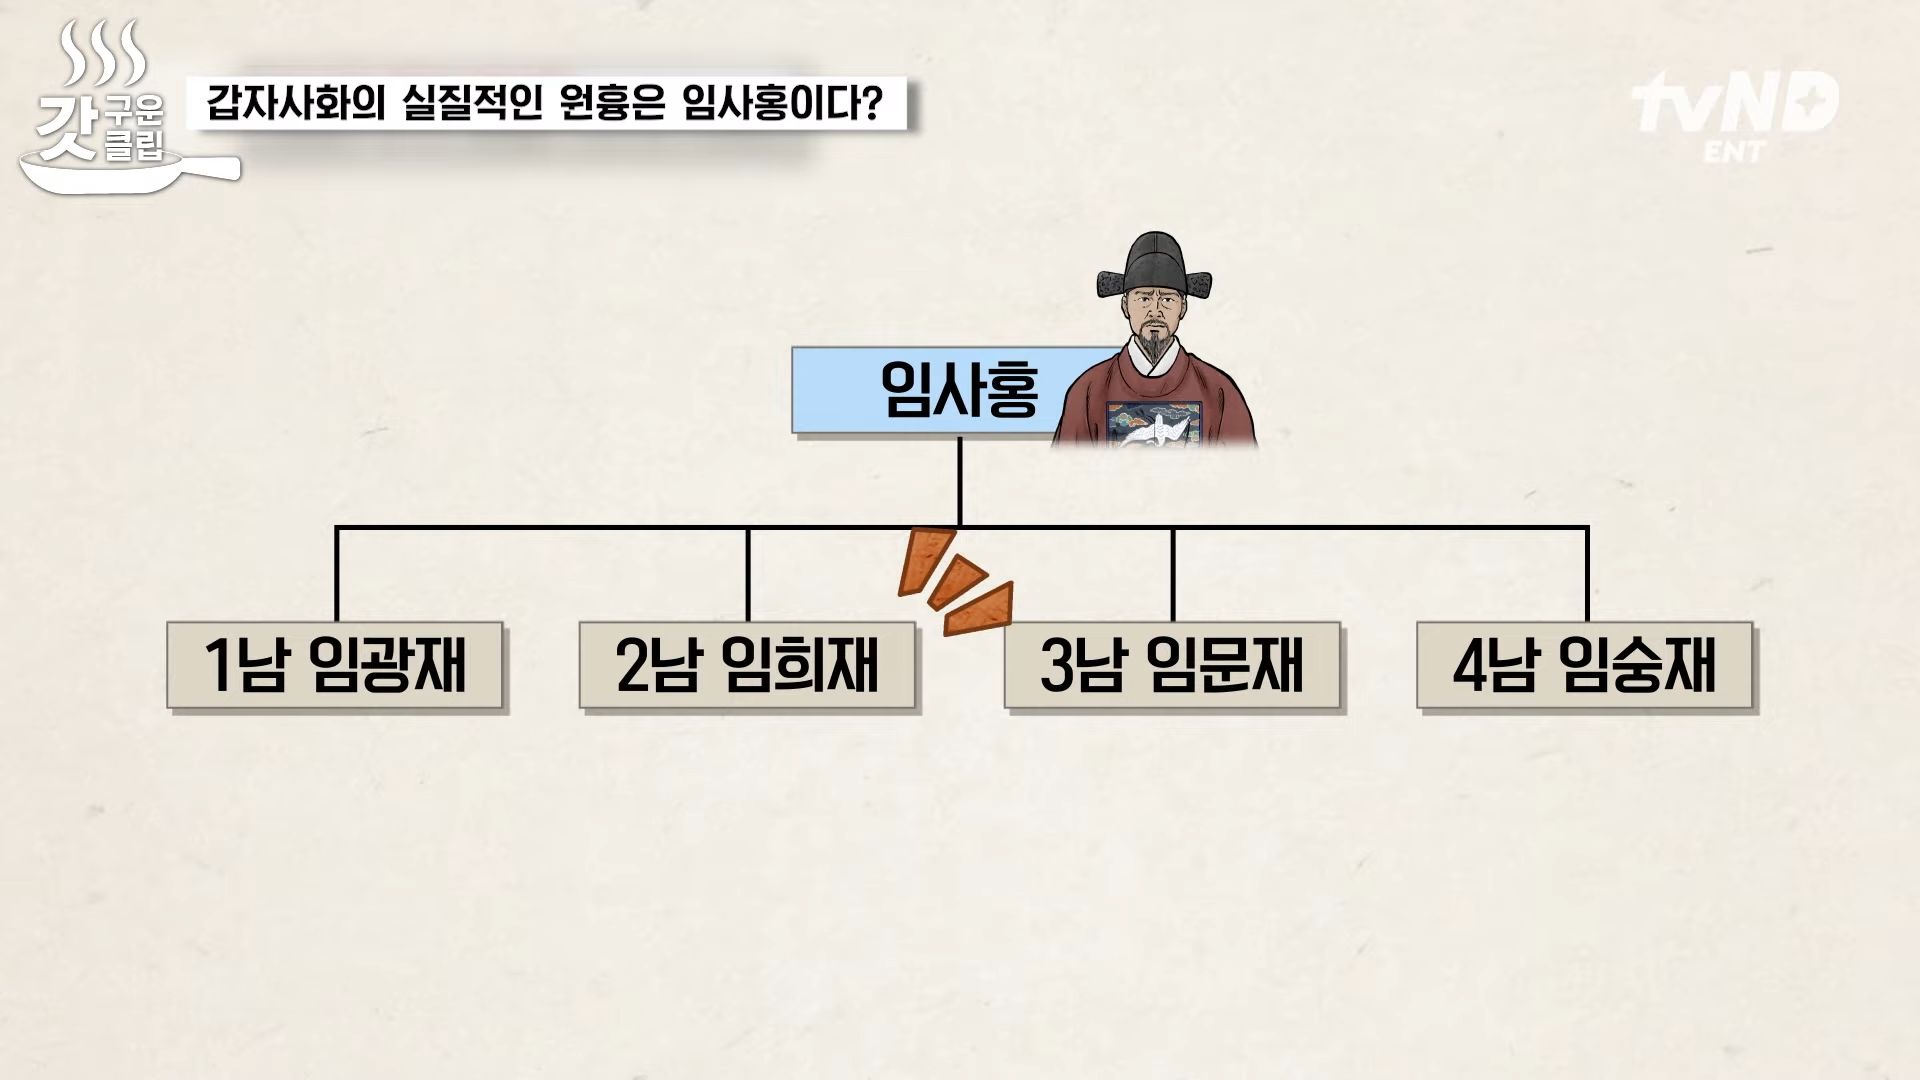 갓구운클립
갑자사화의 실질적인 원흉은 임사홍이다?
tvND
ENT
임사홍
1남 임광재
2남 임희재
3남 임문재
4남 임숭재